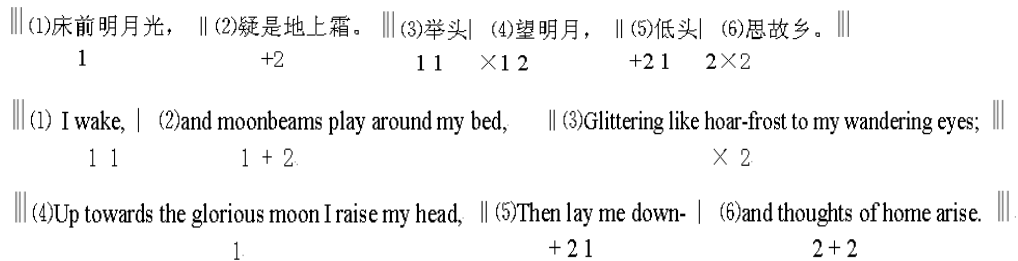 ||| ⑴床前明月光， || ⑵疑是地上霜。 ||| ⑶举头| ⑷望明月， || ⑸低头| ⑹思故乡。|||
1 +2 1 1 ×1 2 +2 1 2×2
||| ⑴ I wake, | ⑵and moonbeams play around my bed, || ⑶Glittering like hoar-frost to my wandering eyes; |||
1 1 1 + 2 × 2
||| ⑷Up towards the glorious moon I raise my head, || ⑸Then lay me down- | ⑹and thoughts of home arise. |||
1 + 2 1 2 + 2